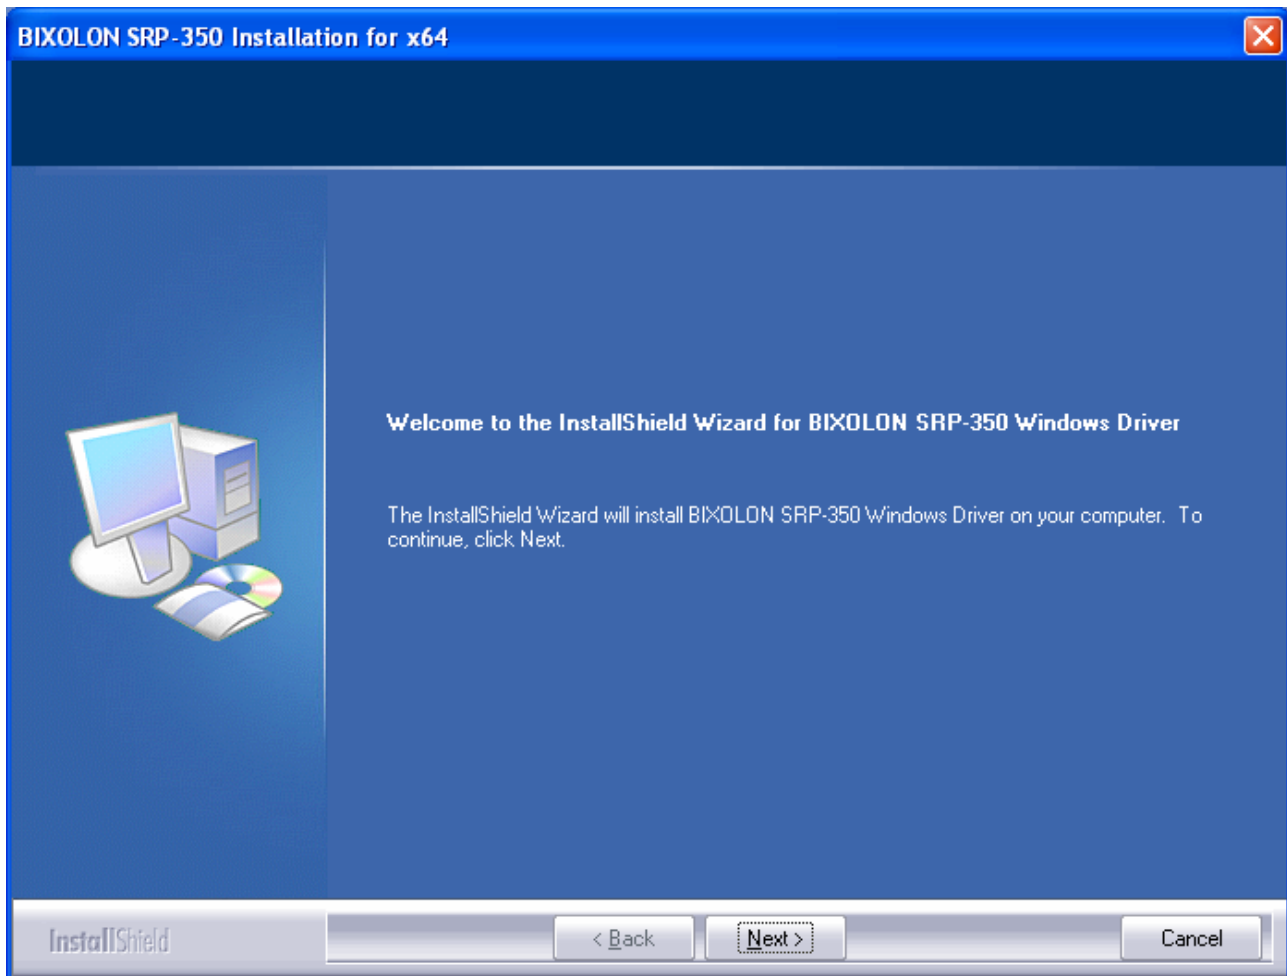 BIXOLON SRP-350 Installation for x64
Welcome to the InstallShield Wizard for BIXOLON SRP-350 Windows Driver
The InstallShield Wizard will install BIXOLON SRP-350 Windows Driver on your computer. To
continue, click Next.
InstallShield
< Back
Next >
Cancel